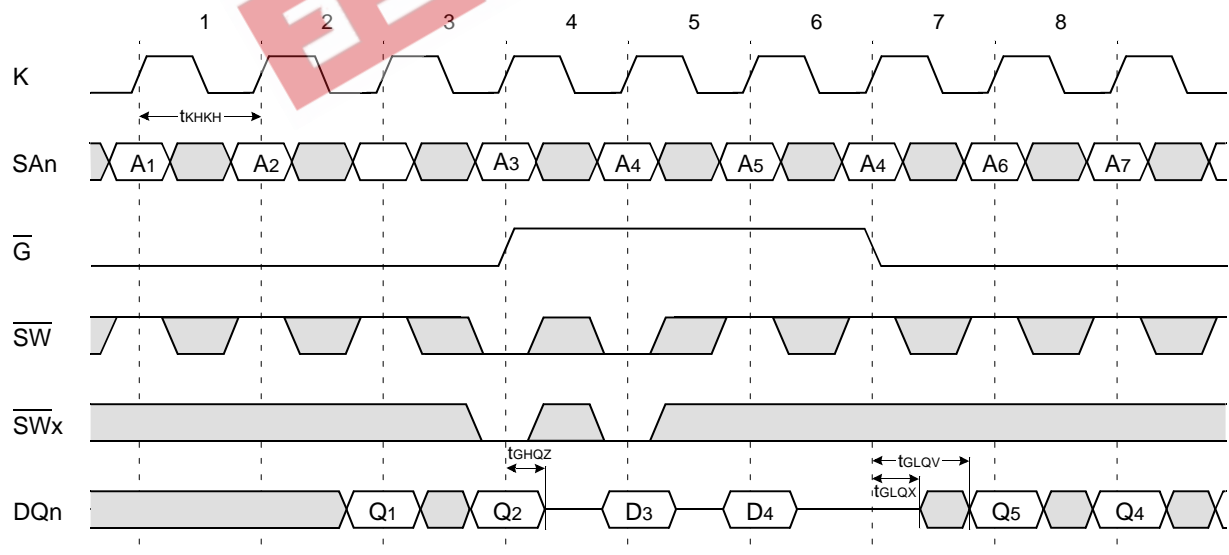 1 2 3 4 5 6 7 8
K
tKHKH
SAn A1 A2 A3 A4 A5 A4 A6 A7
G
SW
SWx
tGHQZ tGLQV
tGLQX
DQn Q1 Q2 D3 D4 Q5 Q4